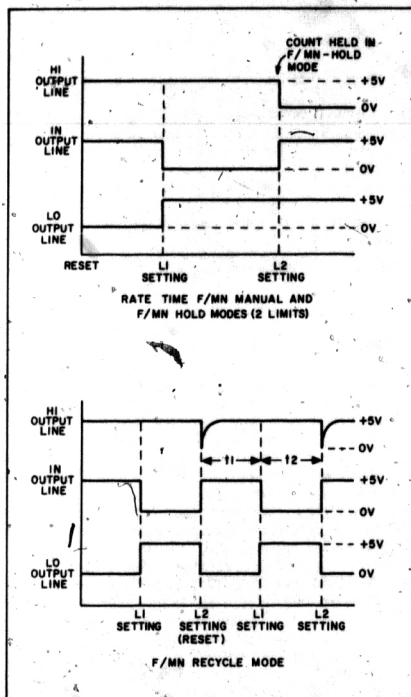 COUNT HELD IN
F/MN-HOLD
MODE
HI
OUTPUT
LINE
+5V
0V
IN
OUTPUT
LINE
+5V
0V
+5V
LO
OUTPUT
LINE
0V
RESET
L1
SETTING
L2
SETTING
RATE TIME F/MN MANUAL AND
F/MN HOLD MODES (2 LIMITS)
HI
OUTPUT
LINE
+5V
0V
t1
t2
IN
OUTPUT
LINE
+5V
0V
+5V
LO
OUTPUT
LINE
0V
L1
SETTING
L2
SETTING
(RESET)
L1
SETTING
L2
SETTING
F/MN RECYCLE MODE